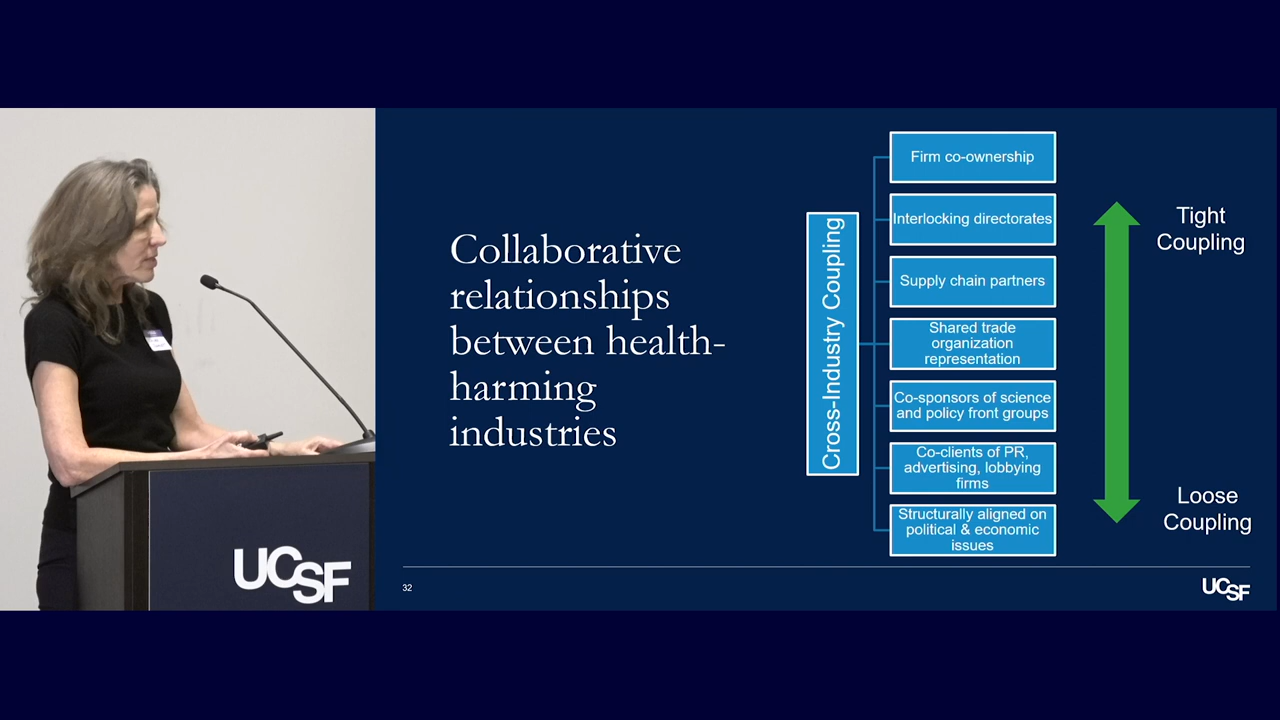 Collaborative
relationships
between health-
harming
industries
Cross-Industry Coupling
Firm co-ownership
Interlocking directorates
Supply chain partners
Shared trade
organization
representation
Co-sponsors of science
and policy front groups
Co-clients of PR,
advertising, lobbying
firms
Structurally aligned on
political & economic
issues
Tight
Coupling
Loose
Coupling
32
UCSF
UCSF